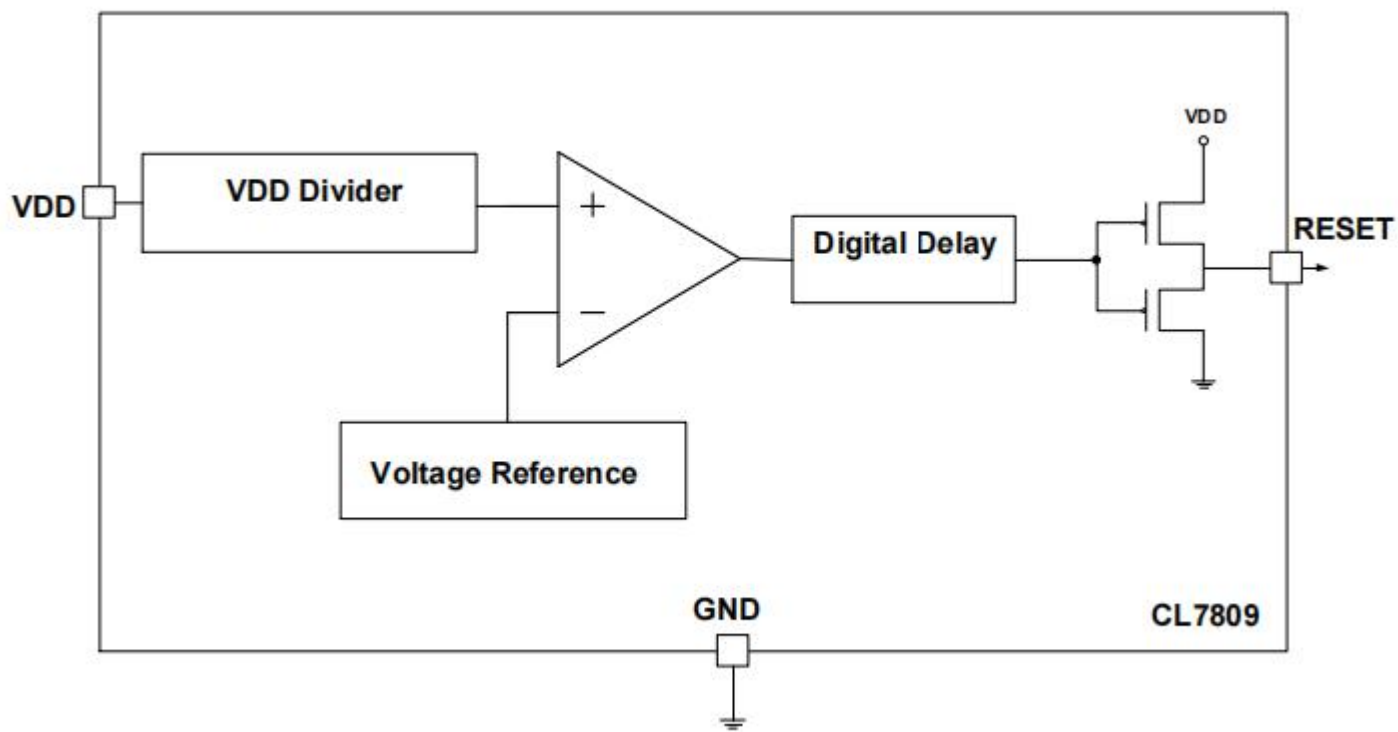 VDD
VDD Divider
+
−
Voltage Reference
Digital Delay
VDD
RESET
GND
CL7809